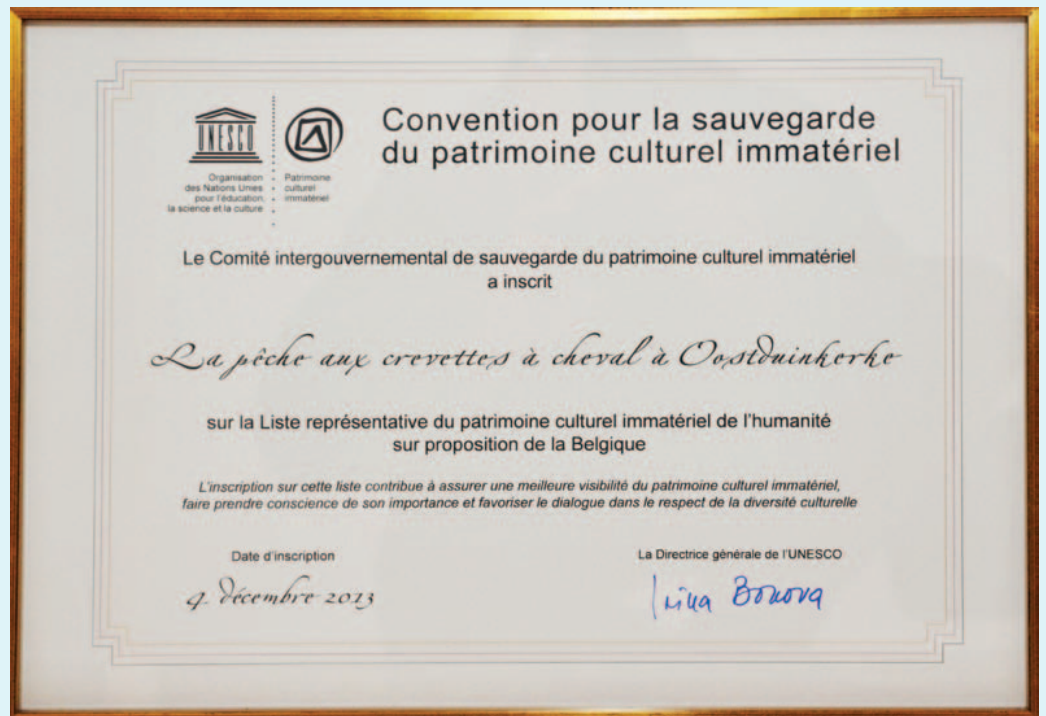 UNESCO
Organisation
des Nations Unies
pour l'éducation,
la science et la culture
Patrimoine
culturel
immatériel
Convention pour la sauvegarde
du patrimoine culturel immatériel
Le Comité intergouvernemental de sauvegarde du patrimoine culturel immatériel
a inscrit
La pêche aux crevettes à cheval à Oostduinkerke
sur la Liste représentative du patrimoine culturel immatériel de l'humanité
sur proposition de la Belgique
L'inscription sur cette liste contribue à assurer une meilleure visibilité du patrimoine culturel immatériel,
faire prendre conscience de son importance et favoriser le dialogue dans le respect de la diversité culturelle
Date d'inscription
4 décembre 2013
La Directrice générale de l'UNESCO
Irina Bokova